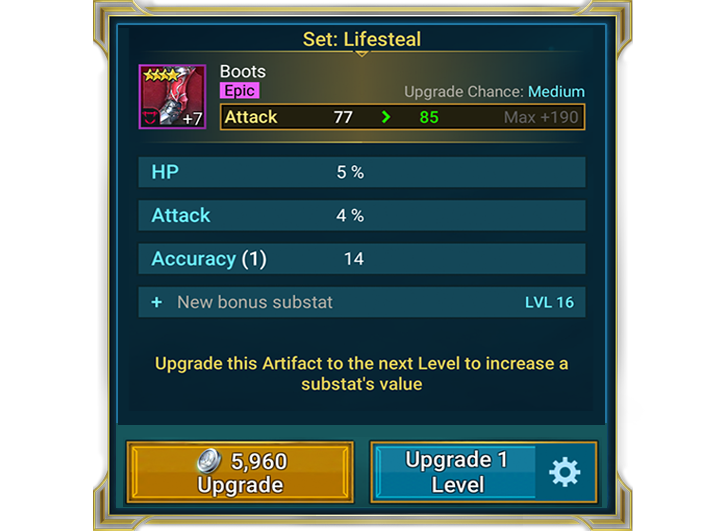 Set: Lifesteal
Boots
Epic
Upgrade Chance: Medium
+7
Attack 77 > 85 Max +190
HP 5 %
Attack 4 %
Accuracy (1) 14
+ New bonus substat LVL 16
Upgrade this Artifact to the next Level to increase a
substat's value
5,960
Upgrade
Upgrade 1
Level